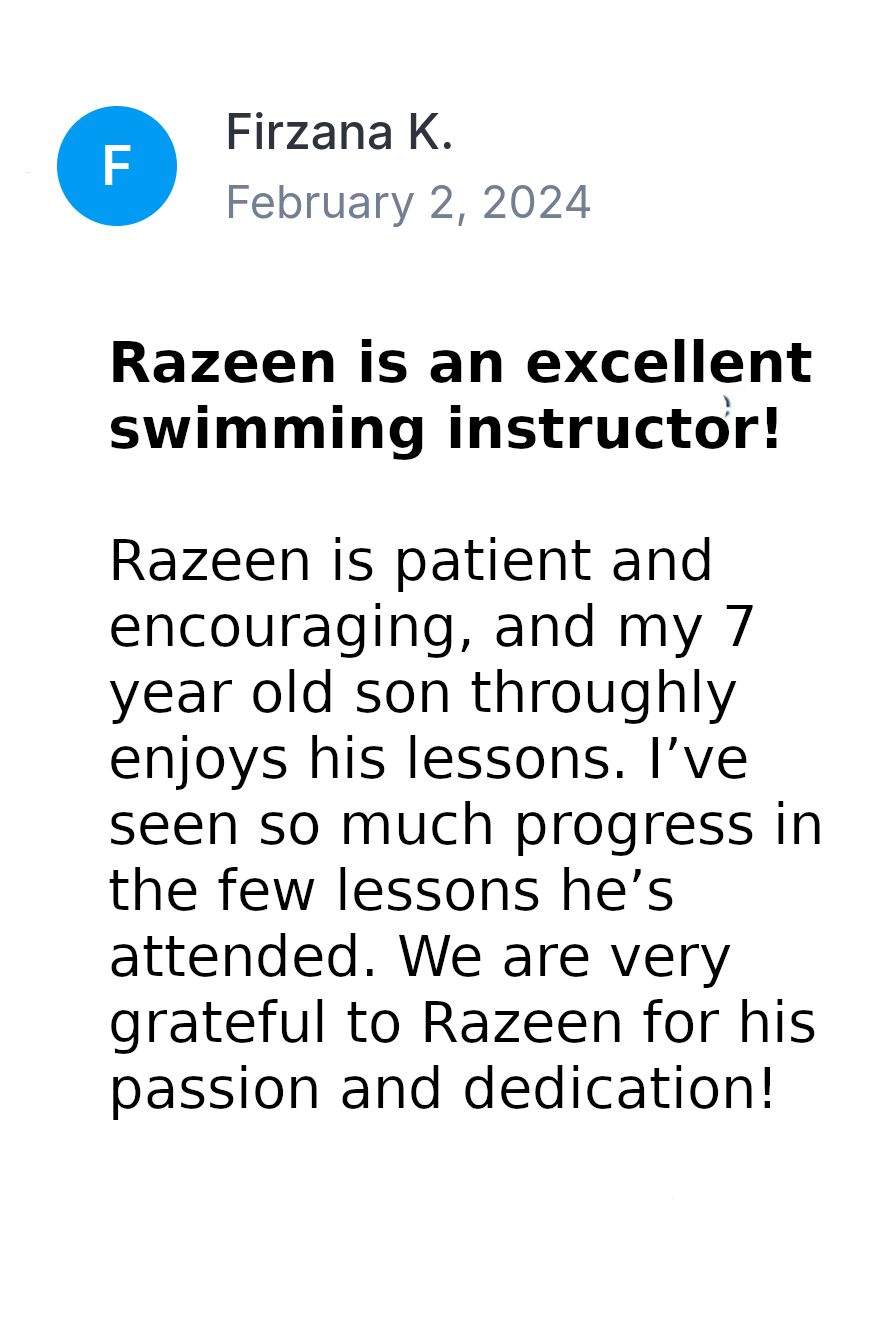 F
Firzana K.
February 2, 2024
Razeen is an excellent
swimming instructor!
Razeen is patient and
encouraging, and my 7
year old son throughly
enjoys his lessons. I’ve
seen so much progress in
the few lessons he’s
attended. We are very
grateful to Razeen for his
passion and dedication!